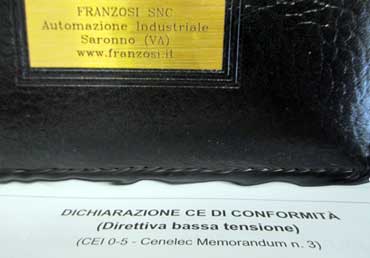 FRANZOSI SNC
Automazione Industriale
Saronno (VA)
www.franzosi.it
DICHIARAZIONE CE DI CONFORMITÀ
(Direttiva bassa tensione)
(CEI 0-5 - Cenelec Memorandum n. 3)